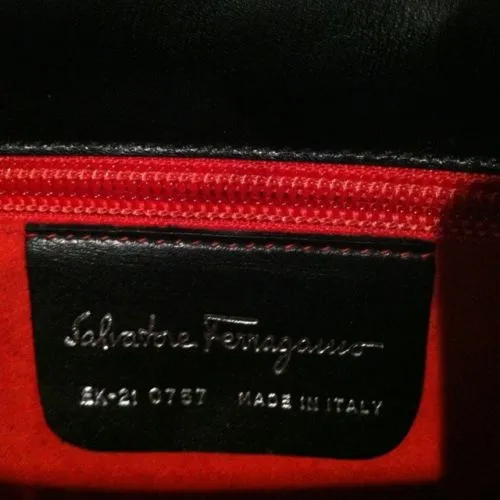 Salvatore Ferragamo
EK-21 0757 MADE IN ITALY